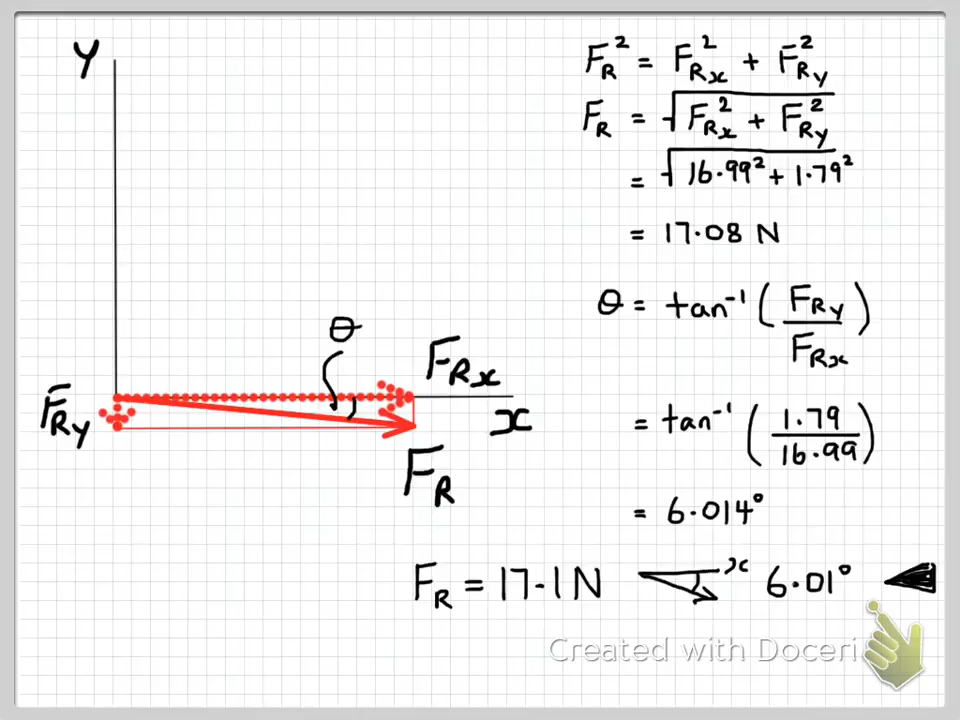 Y
F_R² = F_Rx² + F_Ry²
F_R = √(F_Rx² + F_Ry²)
= √(16.99² + 1.79²)
= 17.08 N
θ = tan⁻¹ (F_Ry / F_Rx)
θ
F_Rx
F_Ry
x
= tan⁻¹ (1.79 / 16.99)
F_R
= 6.014°
F_R = 17.1 N x 6.01°
Created with Doceri